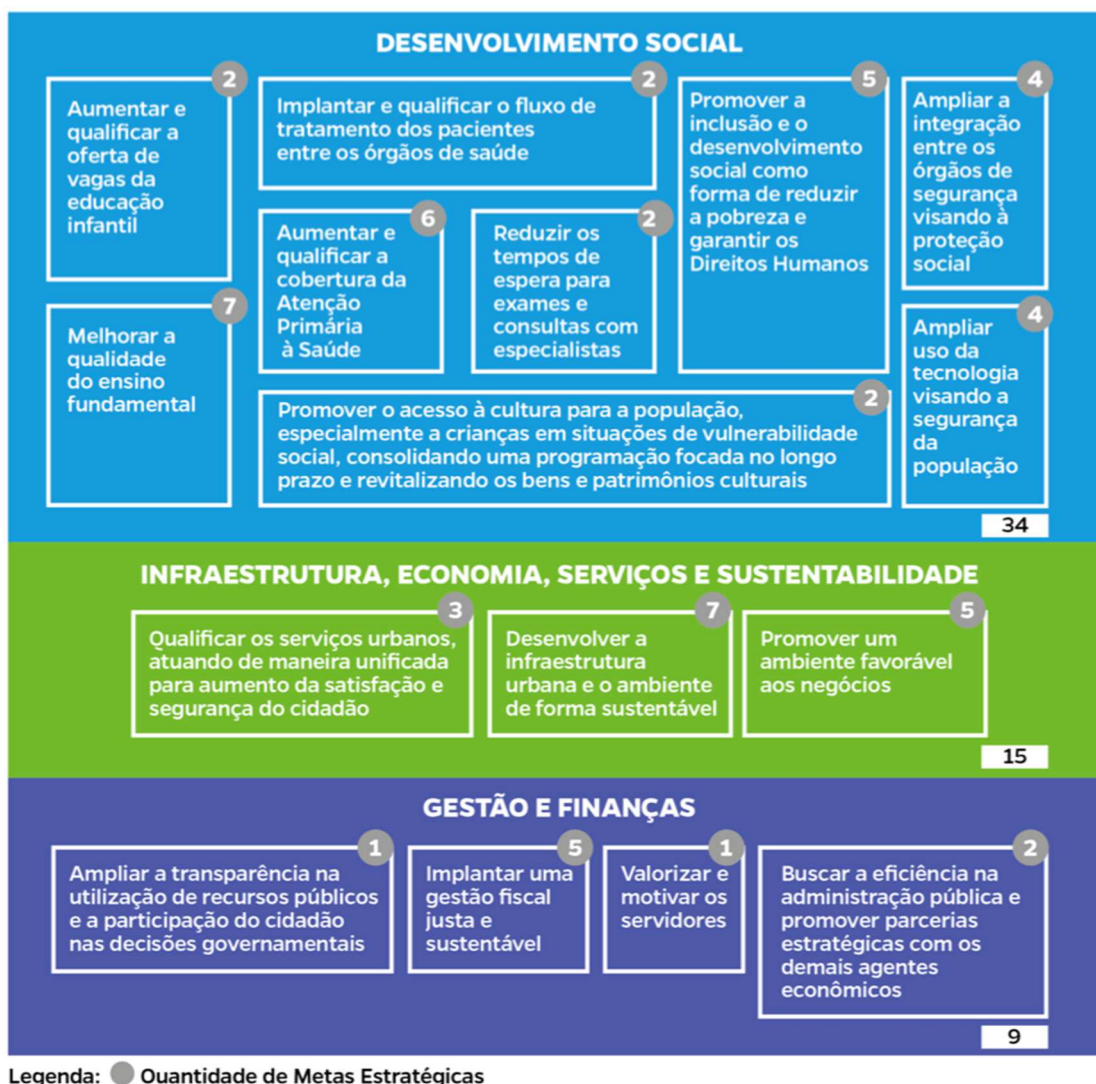 DESENVOLVIMENTO SOCIAL
2
Aumentar e
qualificar a
oferta de
vagas da
educação
infantil
2
Implantar e qualificar o fluxo de
tratamento dos pacientes
entre os órgãos de saúde
5
Promover a
inclusão e o
desenvolvimento
social como
forma de reduzir
a pobreza e
garantir os
Direitos Humanos
4
Ampliar a
integração
entre os
órgãos de
segurança
visando à
proteção
social
6
Aumentar e
qualificar a
cobertura da
Atenção
Primária
à Saúde
2
Reduzir os
tempos de
espera para
exames e
consultas com
especialistas
7
Melhorar a
qualidade
do ensino
fundamental
4
Ampliar
uso da
tecnologia
visando a
segurança
da
população
2
Promover o acesso à cultura para a população,
especialmente a crianças em situações de vulnerabilidade
social, consolidando uma programação focada no longo
prazo e revitalizando os bens e patrimônios culturais
34
INFRAESTRUTURA, ECONOMIA, SERVIÇOS E SUSTENTABILIDADE
3
Qualificar os serviços urbanos,
atuando de maneira unificada
para aumento da satisfação e
segurança do cidadão
7
Desenvolver a
infraestrutura
urbana e o ambiente
de forma sustentável
5
Promover um
ambiente favorável
aos negócios
15
GESTÃO E FINANÇAS
1
Ampliar a transparência na
utilização de recursos públicos
e a participação do cidadão
nas decisões governamentais
5
Implantar uma
gestão fiscal
justa e
sustentável
1
Valorizar e
motivar os
servidores
2
Buscar a eficiência na
administração pública e
promover parcerias
estratégicas com os
demais agentes
econômicos
9
Legenda: Quantidade de Metas Estratégicas